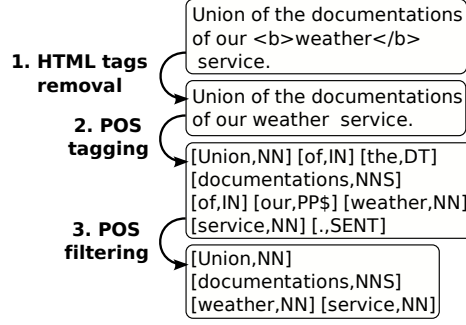 Union of the documentations
of our <b>weather</b>
service.
1. HTML tags
removal
Union of the documentations
of our weather service.
2. POS
tagging
[Union,NN] [of,IN] [the,DT]
[documentations,NNS]
[of,IN] [our,PP$] [weather,NN]
[service,NN] [.,SENT]
3. POS
filtering
[Union,NN]
[documentations,NNS]
[weather,NN] [service,NN]